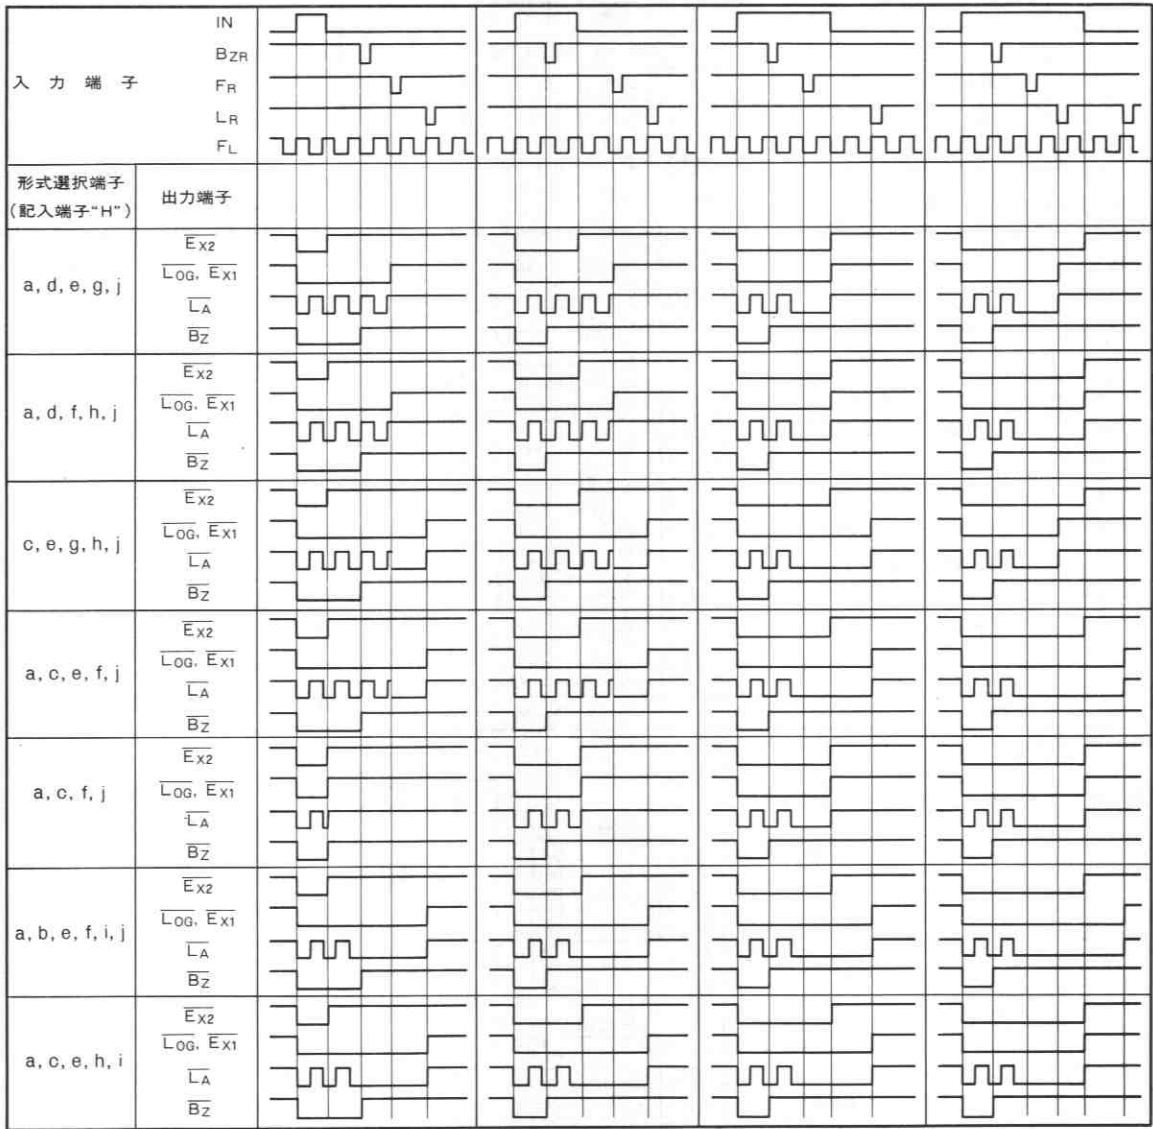 入力端子
IN
BZR
FR
LR
FL
形式選択端子
(記入端子“H”)
出力端子
a, d, e, g, j
EX2
LOG, EX1
LA
BZ
a, d, f, h, j
EX2
LOG, EX1
LA
BZ
c, e, g, h, j
EX2
LOG, EX1
LA
BZ
a, c, e, f, j
EX2
LOG, EX1
LA
BZ
a, c, f, j
EX2
LOG, EX1
LA
BZ
a, b, e, f, i, j
EX2
LOG, EX1
LA
BZ
a, c, e, h, i
EX2
LOG, EX1
LA
BZ